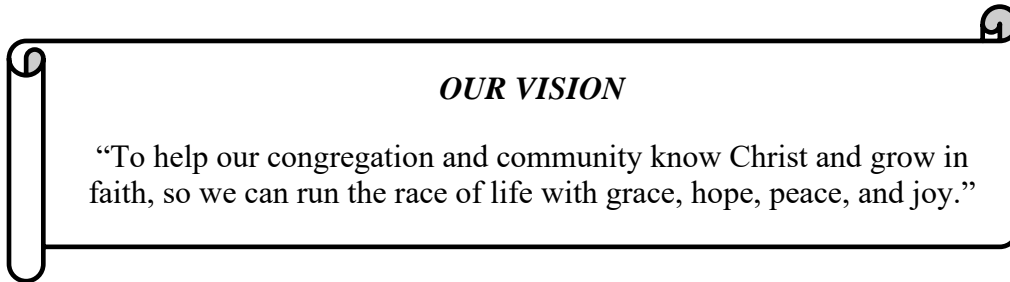 OUR VISION
“To help our congregation and community know Christ and grow in
faith, so we can run the race of life with grace, hope, peace, and joy.”